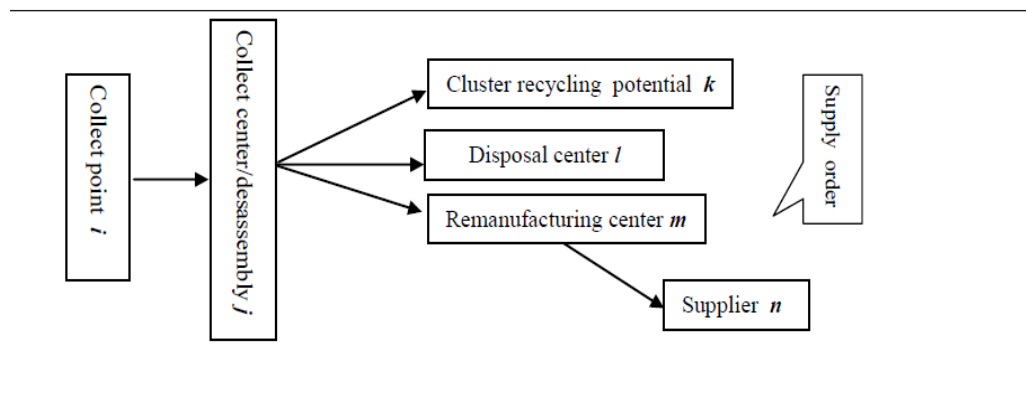 Collect point i
Collect center/desassembly j
Cluster recycling potential k
Disposal center l
Remanufacturing center m
Supplier n
Supply order